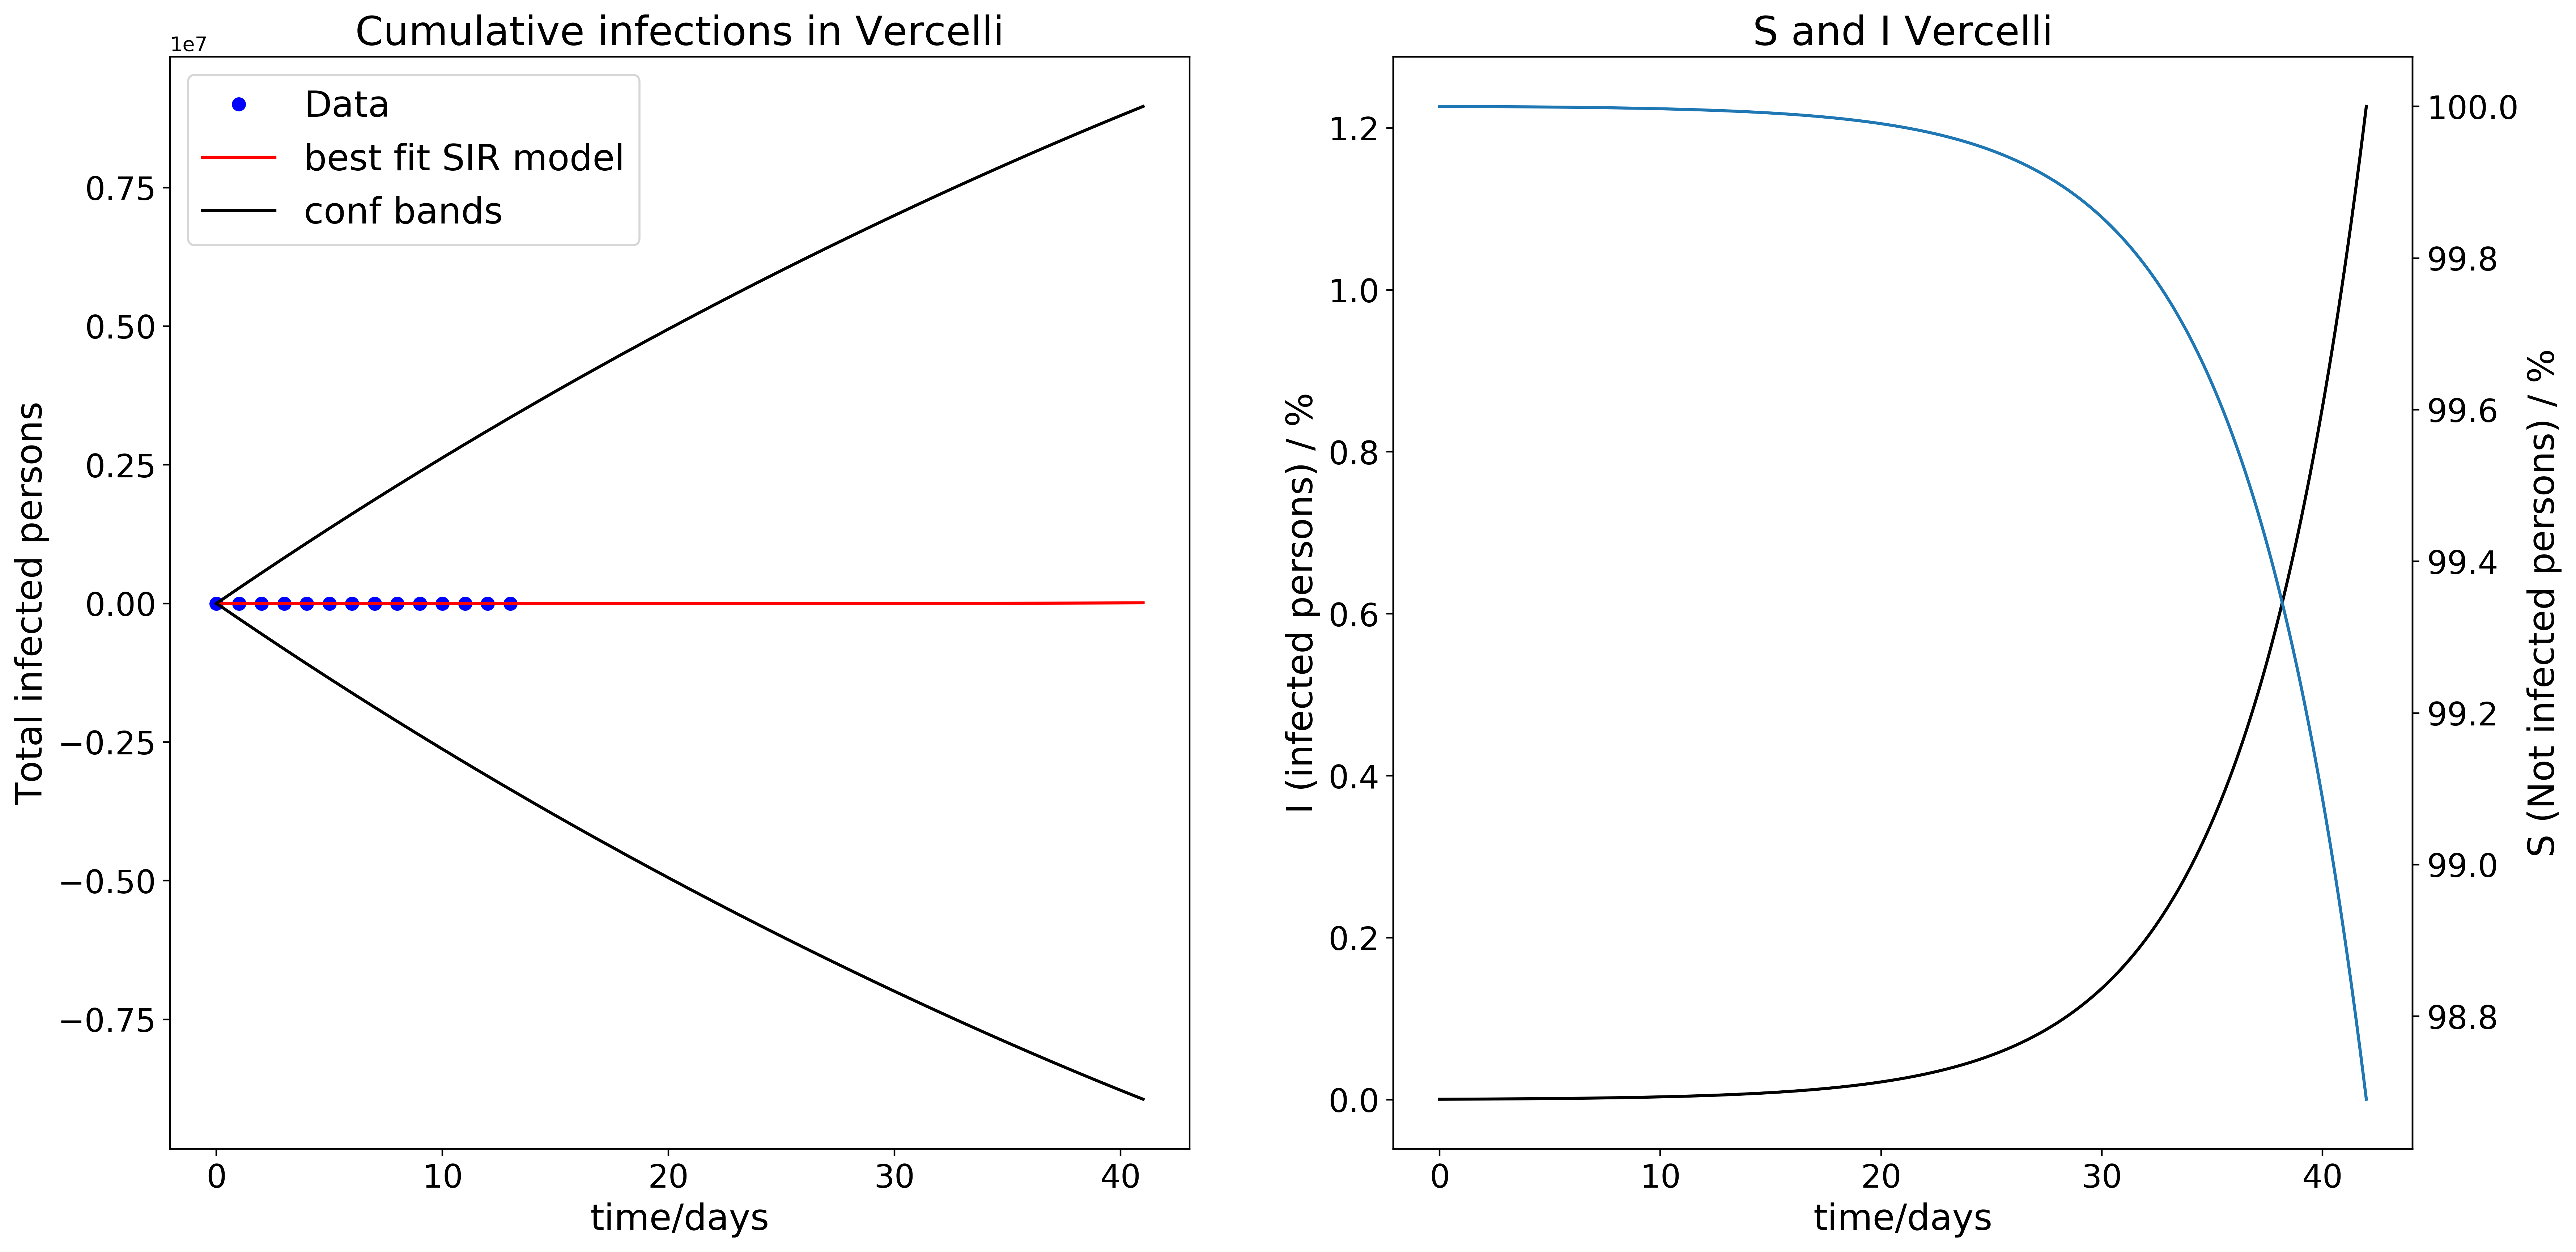 Cumulative infections in Vercelli
1e7
Data
best fit SIR model
conf bands
0.75
0.50
0.25
0.00
−0.25
−0.50
−0.75
Total infected persons
0
10
20
30
40
time/days
S and I Vercelli
1.2
1.0
0.8
0.6
0.4
0.2
0.0
I (infected persons) / %
100.0
99.8
99.6
99.4
99.2
99.0
98.8
S (Not infected persons) / %
0
10
20
30
40
time/days